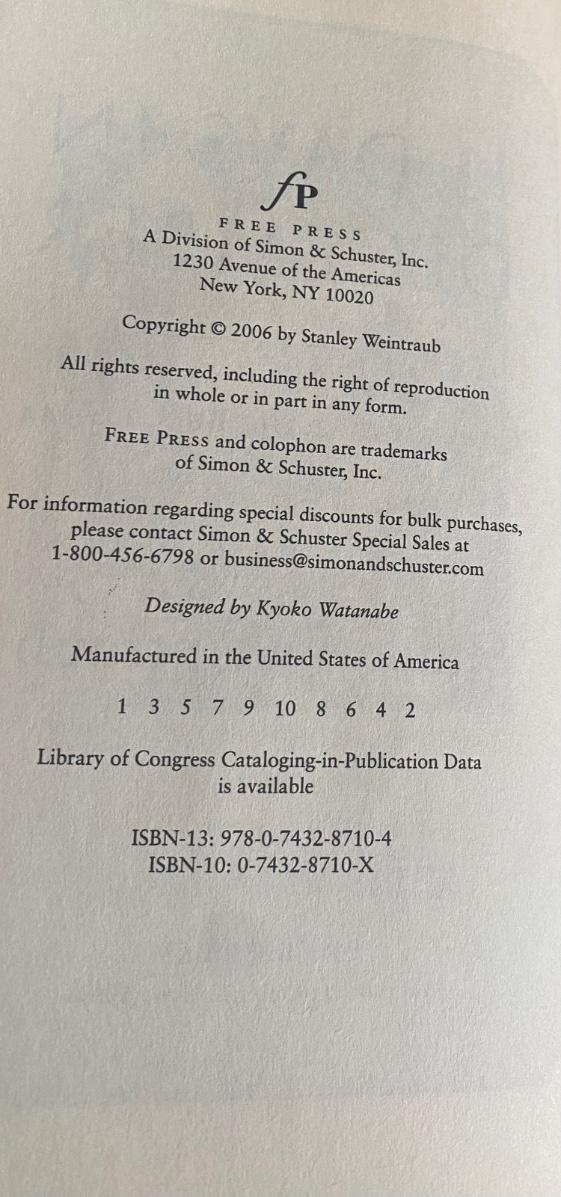 fP
FREE PRESS
A Division of Simon & Schuster, Inc.
1230 Avenue of the Americas
New York, NY 10020
Copyright © 2006 by Stanley Weintraub
All rights reserved, including the right of reproduction
in whole or in part in any form.
FREE PRESS and colophon are trademarks
of Simon & Schuster, Inc.
For information regarding special discounts for bulk purchases,
please contact Simon & Schuster Special Sales at
1-800-456-6798 or business@simonandschuster.com
Designed by Kyoko Watanabe
Manufactured in the United States of America
1 3 5 7 9 10 8 6 4 2
Library of Congress Cataloging-in-Publication Data
is available
ISBN-13: 978-0-7432-8710-4
ISBN-10: 0-7432-8710-X